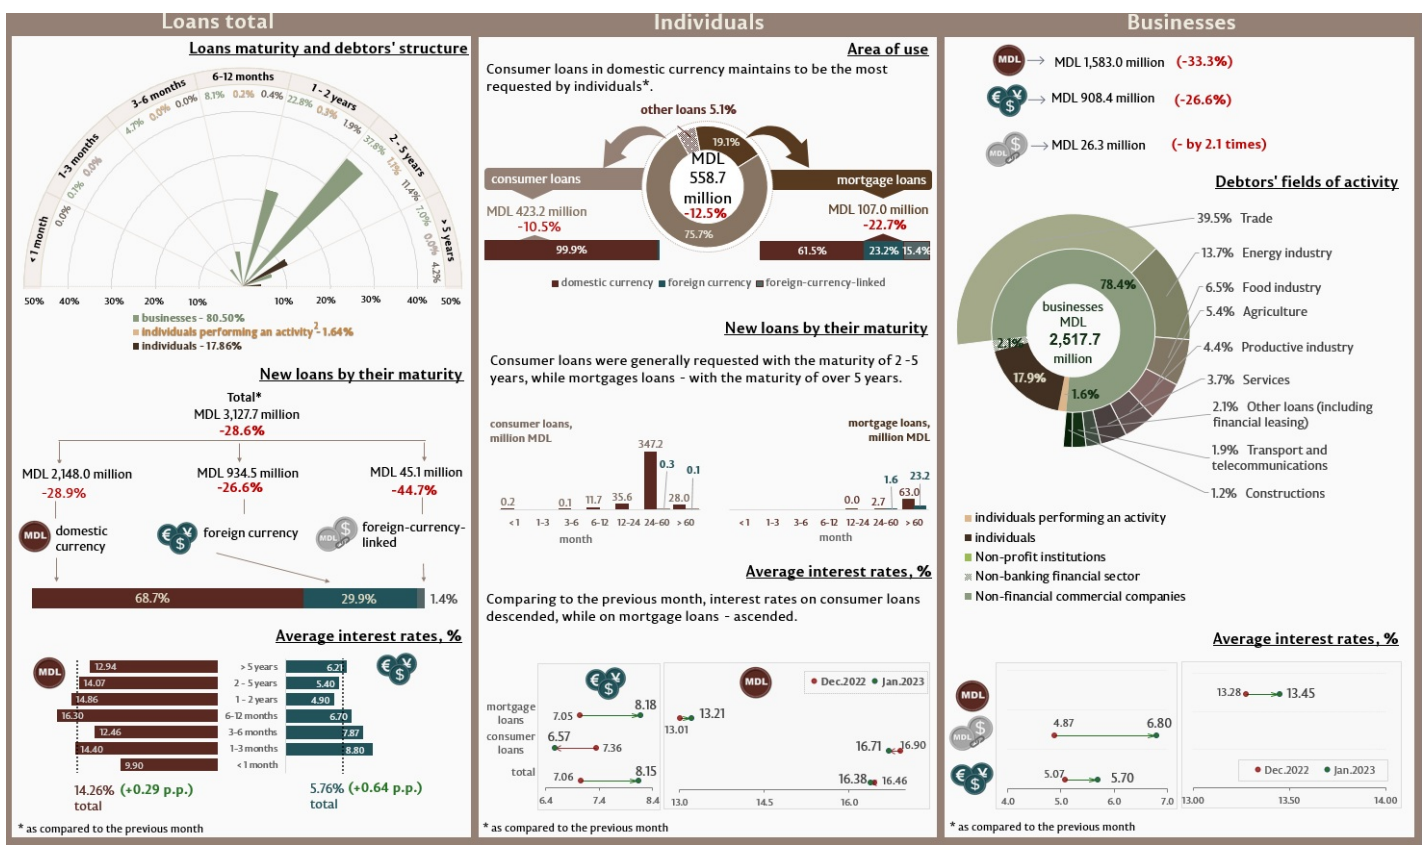 Loans total
Loans maturity and debtors' structure
< 1 month
1-3 months
3-6 months
6-12 months
1 - 2 years
2 - 5 years
> 5 years
0.0%
0.1% 0.0%
4.7% 0.0% 0.0%
8.1% 0.2% 0.4%
22.8% 0.3% 1.9%
37.8% 1.1% 11.4%
7.0% 0.0% 4.2%
50% 40% 30% 20% 10% 10% 20% 30% 40% 50%
businesses - 80.50%
individuals performing an activity2 - 1.64%
individuals - 17.86%
New loans by their maturity
Total*
MDL 3,127.7 million
-28.6%
MDL 2,148.0 million
-28.9%
MDL 934.5 million
-26.6%
MDL 45.1 million
-44.7%
MDL
domestic
currency
€ ¥ $
foreign currency
MDL $
foreign-currency-
linked
68.7% 29.9% 1.4%
Average interest rates, %
MDL
€ ¥ $
12.94 > 5 years 6.21
14.07 2 - 5 years 5.40
14.86 1 - 2 years 4.90
16.30 6-12 months 6.70
12.46 3-6 months 7.87
14.40 1-3 months 8.80
9.90 < 1 month
14.26% (+0.29 p.p.)
total
5.76% (+0.64 p.p.)
total
* as compared to the previous month
Individuals
Area of use
Consumer loans in domestic currency maintains to be the most
requested by individuals*.
other loans 5.1%
19.1%
MDL
558.7
million
-12.5%
75.7%
consumer loans
MDL 423.2 million
-10.5%
99.9%
mortgage loans
MDL 107.0 million
-22.7%
61.5% 23.2% 15.4%
domestic currency foreign currency foreign-currency-linked
New loans by their maturity
Consumer loans were generally requested with the maturity of 2 -5
years, while mortgages loans - with the maturity of over 5 years.
consumer loans,
million MDL
0.2 0.1 11.7 35.6 347.2 0.3 28.0 0.1
< 1 1-3 3-6 6-12 12-24 24-60 > 60
month
mortgage loans,
million MDL
0.0 2.7 1.6 63.0 23.2
< 1 1-3 3-6 6-12 12-24 24-60 > 60
month
Average interest rates, %
Comparing to the previous month, interest rates on consumer loans
descended, while on mortgage loans - ascended.
€ ¥ $
MDL
Dec.2022 Jan.2023
mortgage
loans
7.05 8.18
13.01 13.21
consumer
loans
6.57 7.36
16.71 16.90
total
7.06 8.15
16.38 16.46
6.4 7.4 8.4
13.0 14.5 16.0
* as compared to the previous month
Businesses
MDL MDL 1,583.0 million (-33.3%)
€ ¥ $ MDL 908.4 million (-26.6%)
MDL $ MDL 26.3 million (- by 2.1 times)
Debtors' fields of activity
78.4%
businesses
MDL
2,517.7
million
2.1%
17.9%
1.6%
39.5% Trade
13.7% Energy industry
6.5% Food industry
5.4% Agriculture
4.4% Productive industry
3.7% Services
2.1% Other loans (including
financial leasing)
1.9% Transport and
telecommunications
1.2% Constructions
individuals performing an activity
individuals
Non-profit institutions
Non-banking financial sector
Non-financial commercial companies
Average interest rates, %
MDL
13.28 13.45
MDL $
4.87 6.80
€ ¥ $
5.07 5.70
Dec.2022 Jan.2023
4.0 5.0 6.0 7.0
13.00 13.50 14.00
* as compared to the previous month